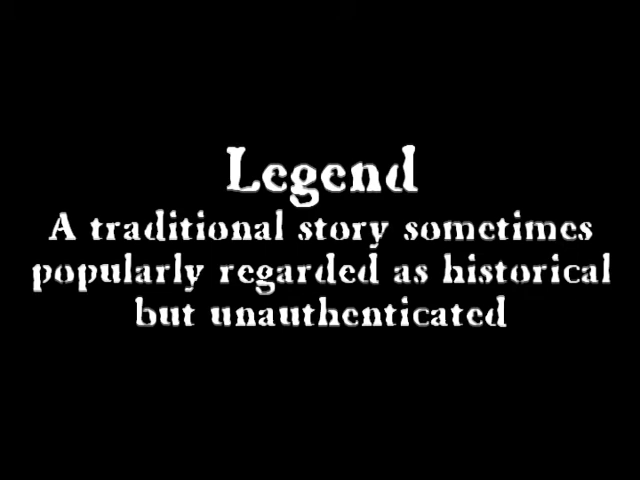 Legend
A traditional story sometimes
popularly regarded as historical
but unauthenticated